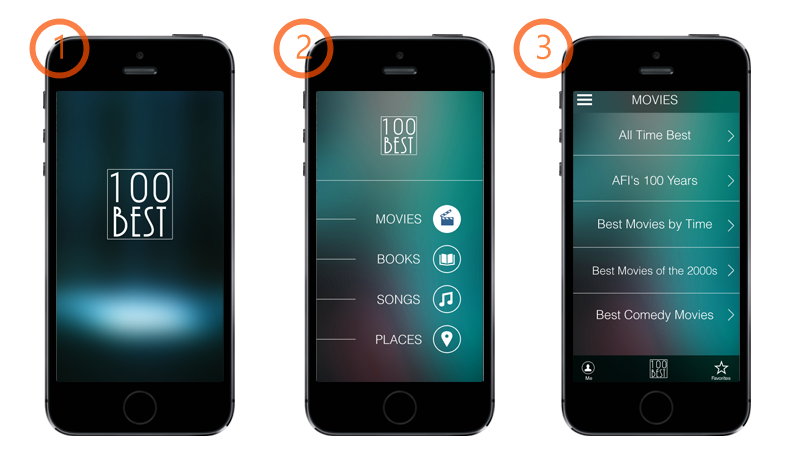 1
100
BEST
2
100
BEST
MOVIES
BOOKS
SONGS
PLACES
3
MOVIES
All Time Best
AFI's 100 Years
Best Movies by Time
Best Movies of the 2000s
Best Comedy Movies
Me
100
BEST
Favorites